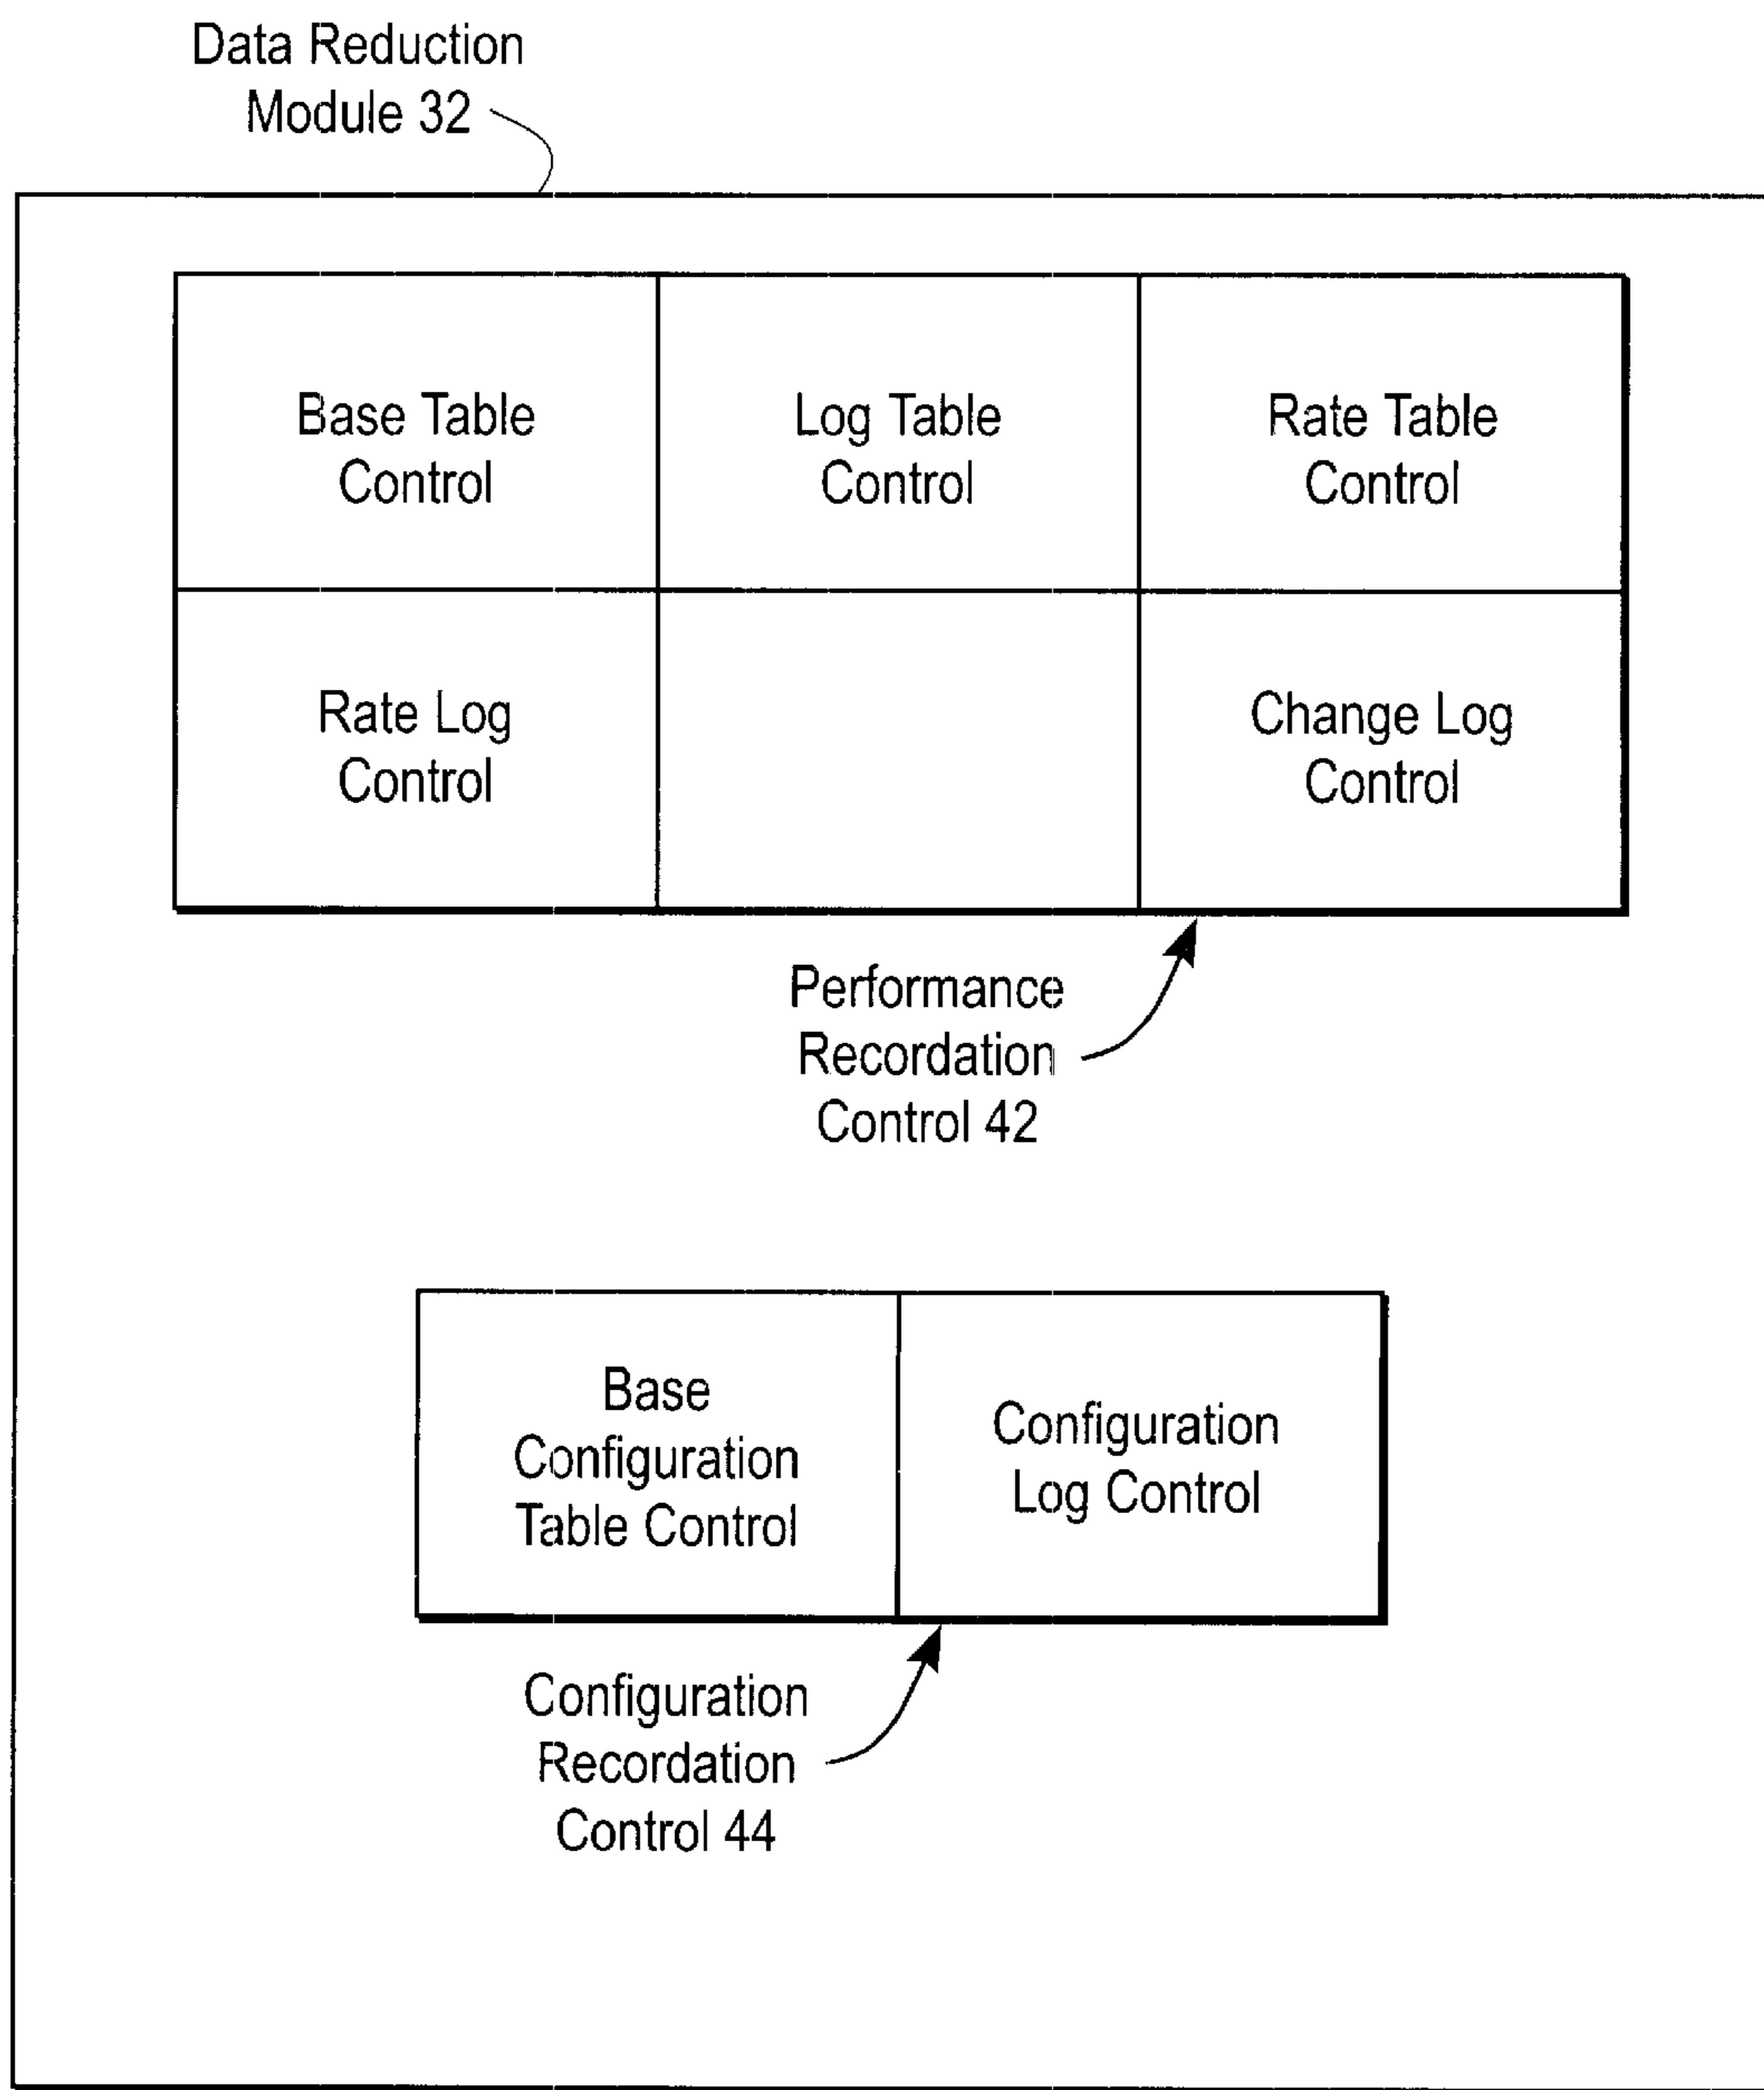 Data Reduction
Module 32
Base Table
Control
Log Table
Control
Rate Table
Control
Rate Log
Control
Change Log
Control
Performance
Recordation
Control 42
Base
Configuration
Table Control
Configuration
Log Control
Configuration
Recordation
Control 44